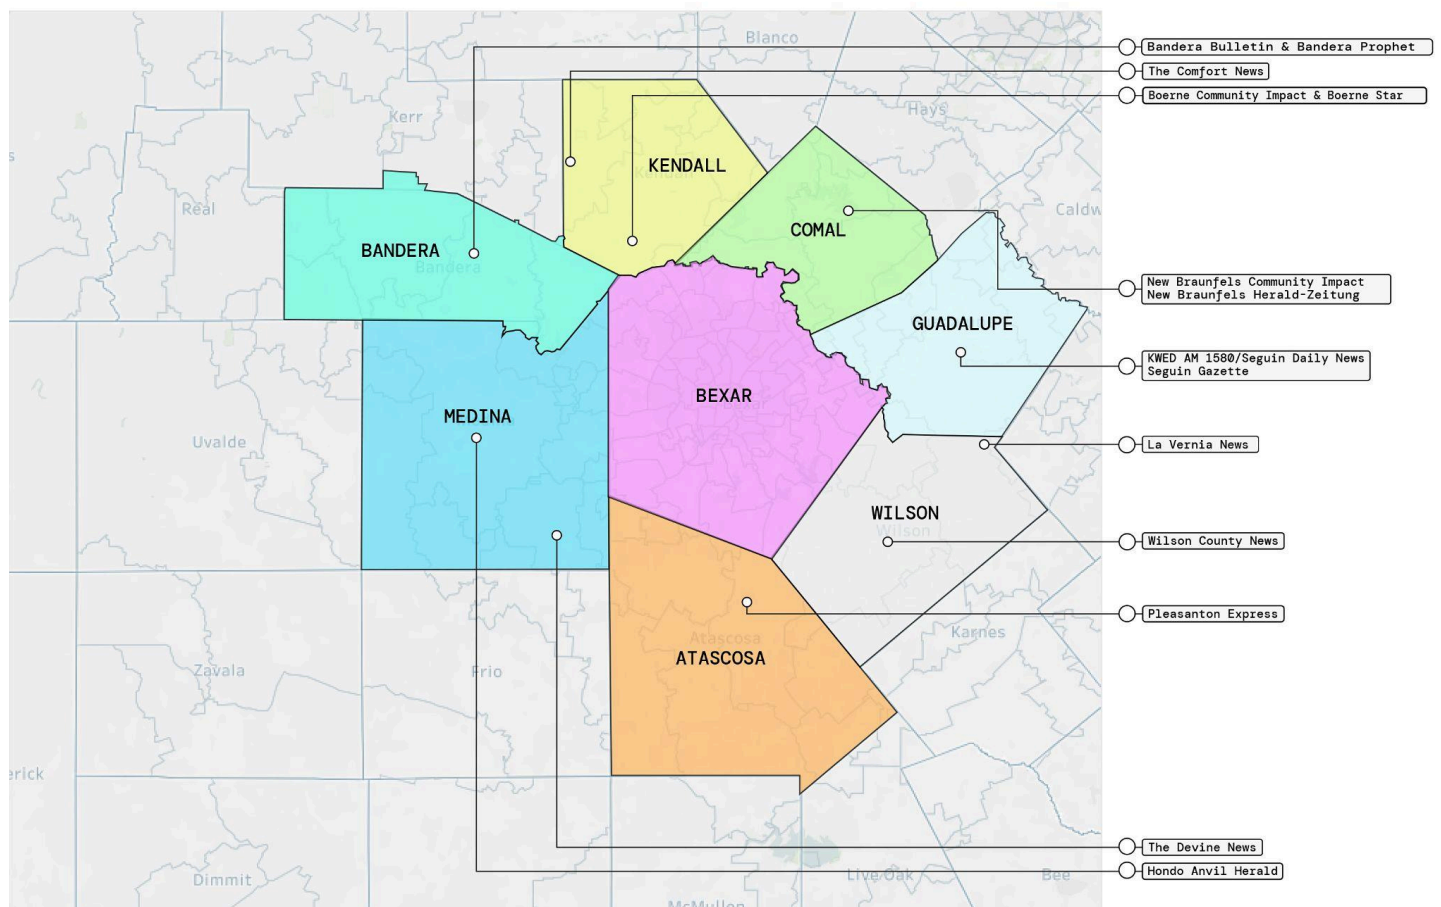 Blanco
Bandera Bulletin & Bandera Prophet
The Comfort News
Boerne Community Impact & Boerne Star
Kerr
Hays
KENDALL
Kendall
Real
Caldw
COMAL
BANDERA
Bandera
New Braunfels Community Impact
New Braunfels Herald-Zeitung
GUADALUPE
KWED AM 1580/Seguin Daily News
Seguin Gazette
BEXAR
Bexar
MEDINA
Uvalde
La Vernia News
WILSON
Wilson
Wilson County News
Pleasanton Express
Atascosa
ATASCOSA
Karnes
Zavala
Frio
erick
The Devine News
Hondo Anvil Herald
Dimmit
Live Oak
Bee
McMullen